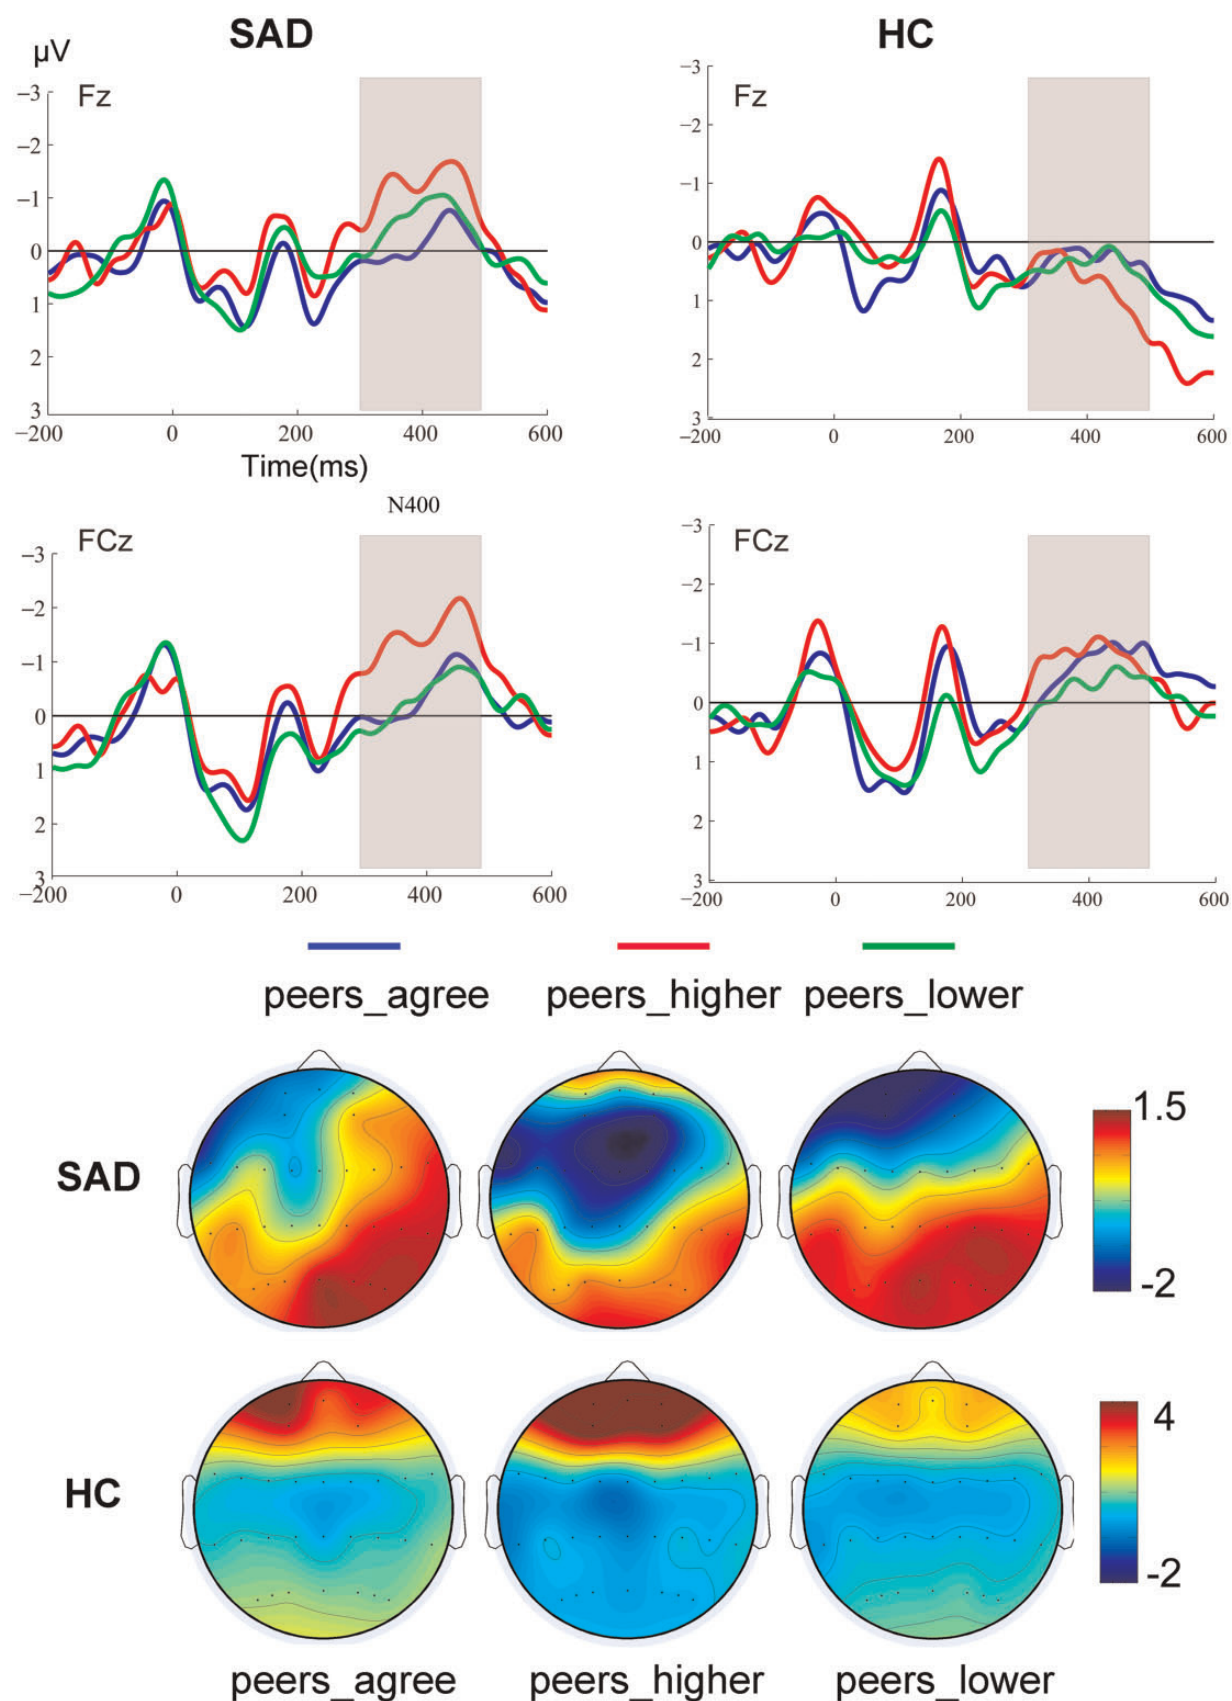 SAD HC
μV
Fz Fz
−3 −3
−2 −2
−1 −1
0 0
1 1
2 2
3 3
−200 0 200 400 600 −200 0 200 400 600
Time(ms)
N400
FCz FCz
−3 −3
−2 −2
−1 −1
0 0
1 1
2 2
3 3
−200 0 200 400 600 −200 0 200 400 600
peers_agree peers_higher peers_lower
1.5
SAD
-2
4
HC
-2
peers_agree peers_higher peers_lower